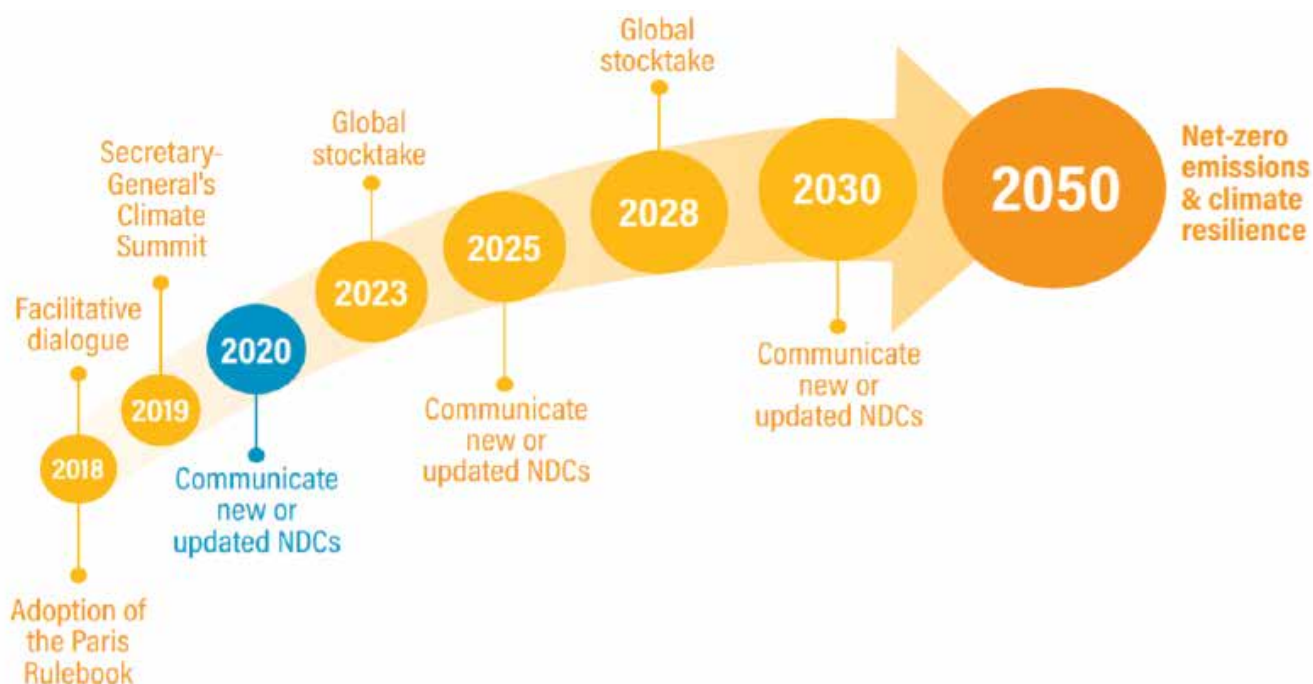 Facilitative
dialogue
2018
Adoption of
the Paris
Rulebook
Secretary-
General's
Climate
Summit
2019
2020
Communicate
new or
updated NDCs
Global
stocktake
2023
2025
Communicate
new or
updated NDCs
Global
stocktake
2028
2030
Communicate
new or
updated NDCs
2050
Net-zero
emissions
& climate
resilience